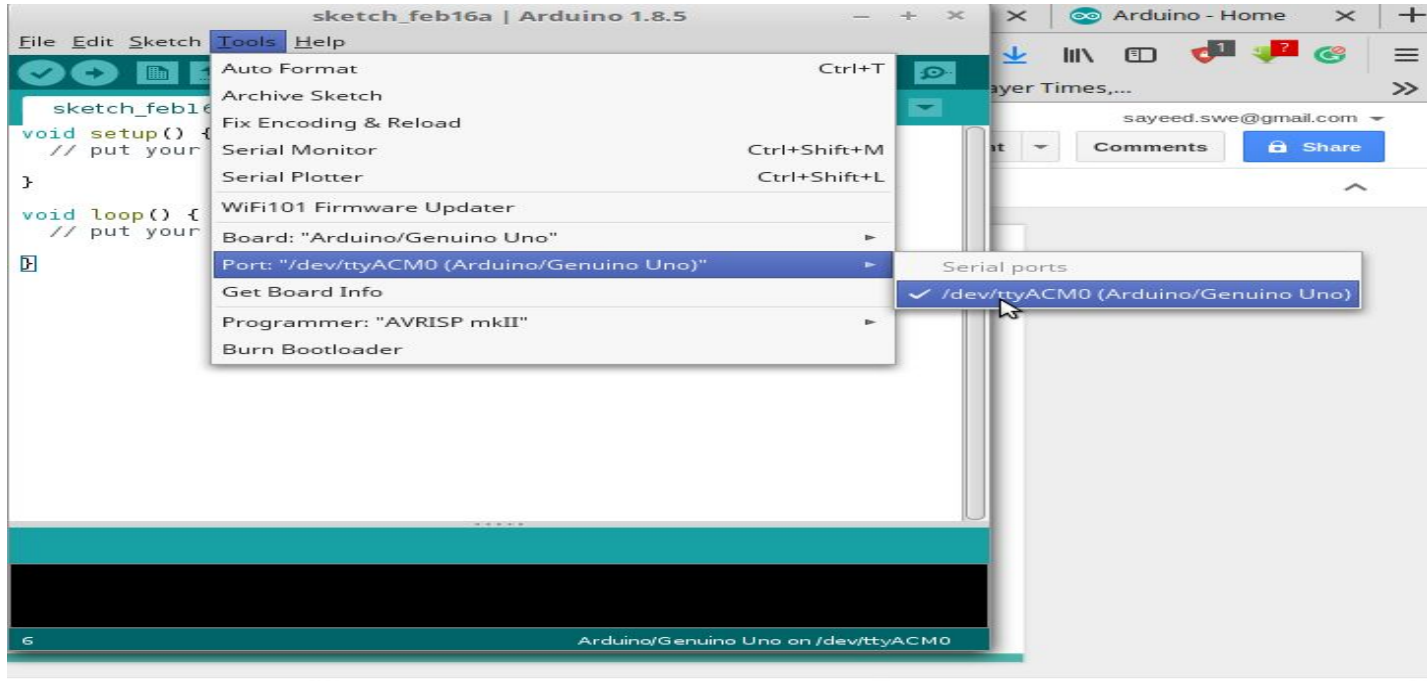 sketch_feb16a | Arduino 1.8.5
File Edit Sketch Tools Help
sketch_feb16
void setup() {
// put your
}
void loop() {
// put your
}
Auto Format Ctrl+T
Archive Sketch
Fix Encoding & Reload
Serial Monitor Ctrl+Shift+M
Serial Plotter Ctrl+Shift+L
WiFi101 Firmware Updater
Board: "Arduino/Genuino Uno"
Port: "/dev/ttyACM0 (Arduino/Genuino Uno)"
Get Board Info
Programmer: "AVRISP mkII"
Burn Bootloader
Serial ports
/dev/ttyACM0 (Arduino/Genuino Uno)
6 Arduino/Genuino Uno on /dev/ttyACM0
Arduino - Home
1 ?
ayer Times,...
sayeed.swe@gmail.com
nt Comments Share